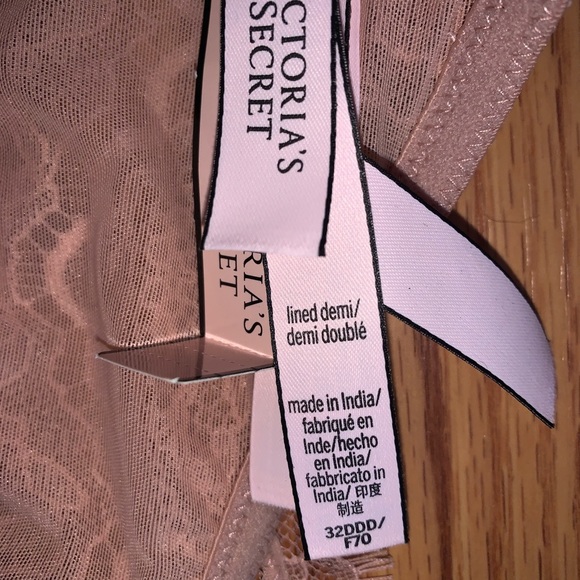 CTORIA'S
SECRET
RIA'S
ET
lined demi/
demi doublé
made in India/
fabriqué en
Inde/hecho
en India/
fabbricato in
India/ 印度
制造
32DDD/
F70